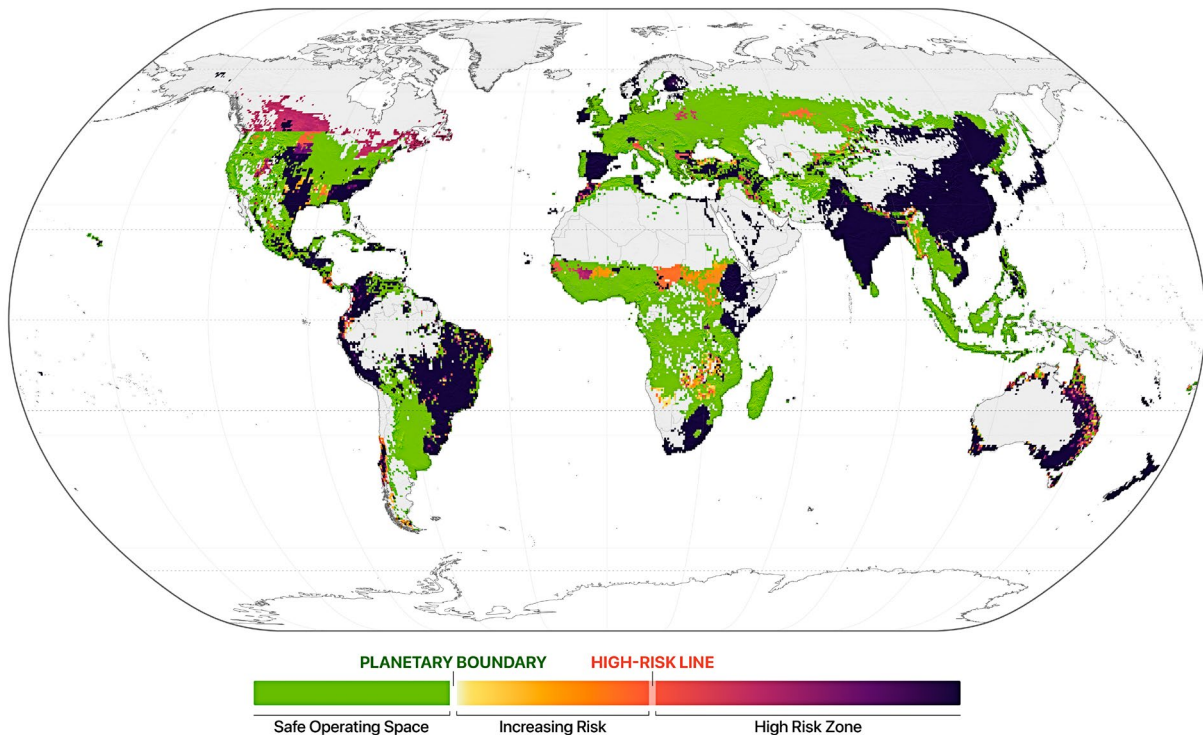 PLANETARY BOUNDARY HIGH-RISK LINE
Safe Operating Space Increasing Risk High Risk Zone